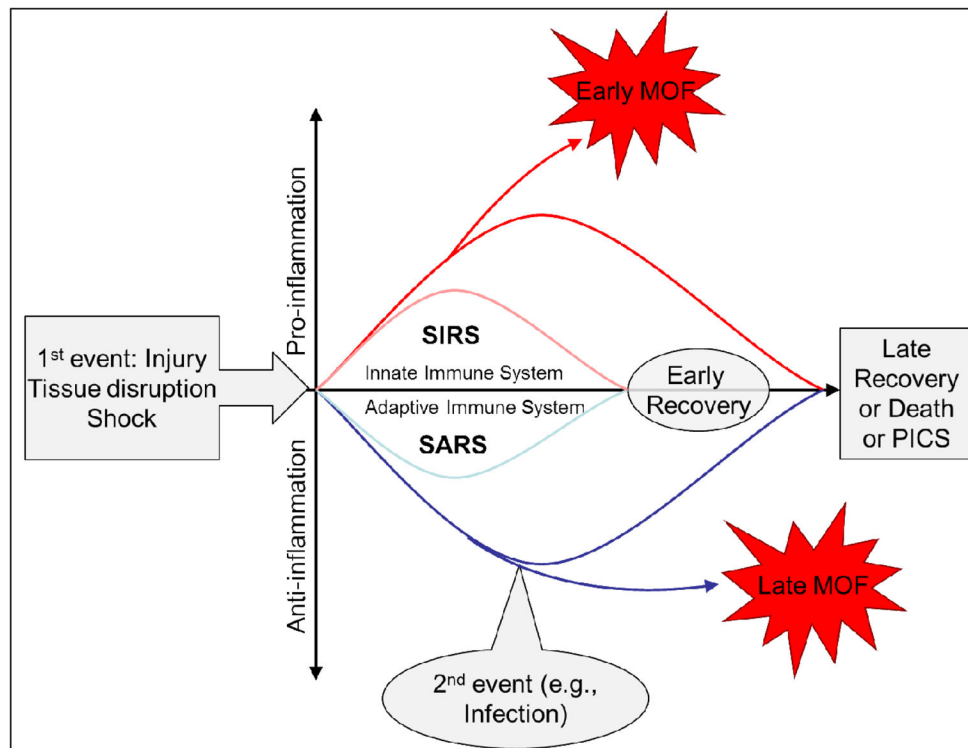 Early MOF
Pro-inflammation
1st event: Injury
Tissue disruption
Shock
SIRS
Innate Immune System
Adaptive Immune System
SARS
Early
Recovery
Late
Recovery
or Death
or PICS
Anti-inflammation
Late MOF
2nd event (e.g.,
Infection)